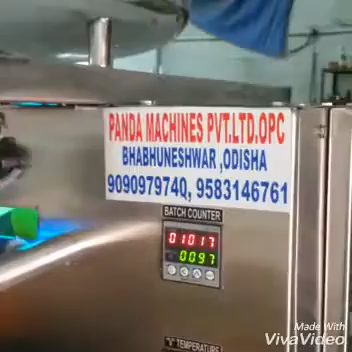 PANDA MACHINES PVT.LTD.OPC
BHABHUNESHWAR ,ODISHA
9090979740, 9583146761
BATCH COUNTER
01017
0097
"V" TEMPERATURE
Made With
VivaVideo